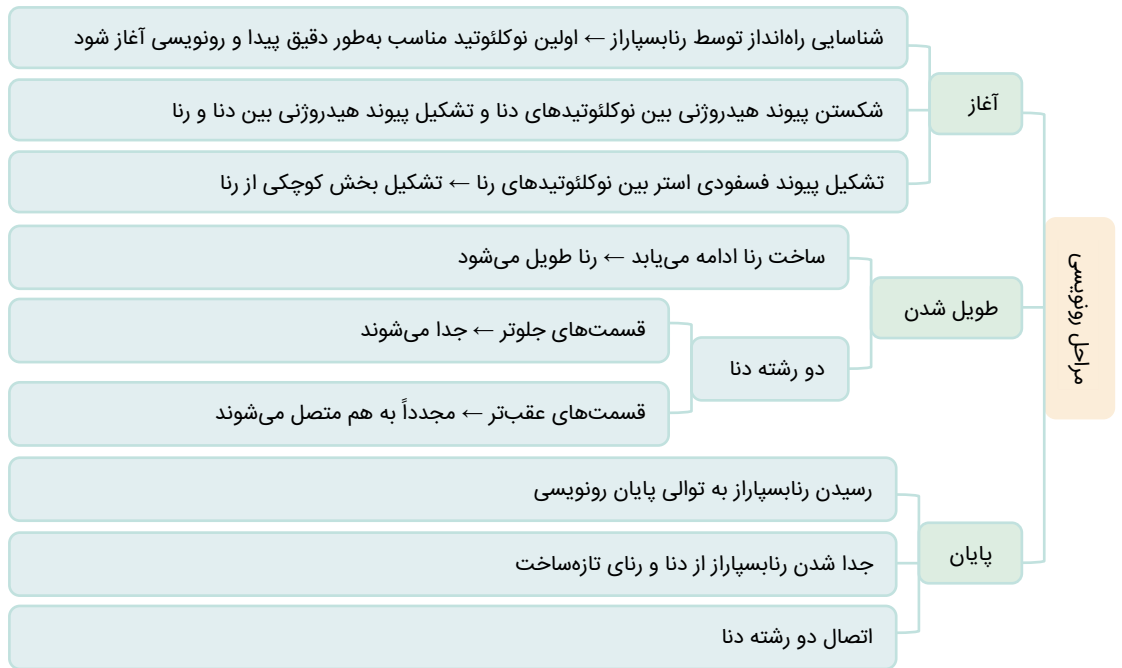 مراحل رونویسی
آغاز
شناسایی راه‌انداز توسط رنابسپاراز ← اولین نوکلئوتید مناسب به‌طور دقیق پیدا و رونویسی آغاز شود
شکستن پیوند هیدروژنی بین نوکلئوتیدهای دنا و تشکیل پیوند هیدروژنی بین دنا و رنا
تشکیل پیوند فسفودی استر بین نوکلئوتیدهای رنا ← تشکیل بخش کوچکی از رنا
طویل شدن
ساخت رنا ادامه می‌یابد ← رنا طویل می‌شود
دو رشته دنا
قسمت‌های جلوتر ← جدا می‌شوند
قسمت‌های عقب‌تر ← مجدداً به هم متصل می‌شوند
پایان
رسیدن رنابسپاراز به توالی پایان رونویسی
جدا شدن رنابسپاراز از دنا و رنای تازه‌ساخت
اتصال دو رشته دنا